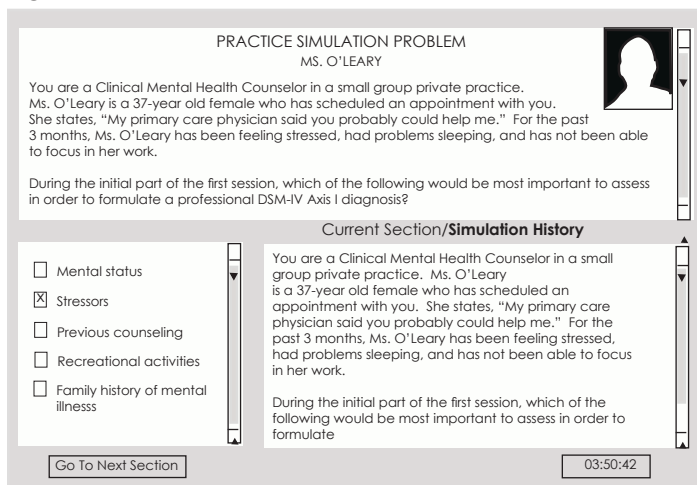 PRACTICE SIMULATION PROBLEM
MS. O'LEARY
You are a Clinical Mental Health Counselor in a small group private practice.
Ms. O'Leary is a 37-year old female who has scheduled an appointment with you.
She states, "My primary care physician said you probably could help me." For the past
3 months, Ms. O'Leary has been feeling stressed, had problems sleeping, and has not been able
to focus in her work.
During the initial part of the first session, which of the following would be most important to assess
in order to formulate a professional DSM-IV Axis I diagnosis?
Current Section/Simulation History
Mental status
X Stressors
Previous counseling
Recreational activities
Family history of mental
illnesss
You are a Clinical Mental Health Counselor in a small
group private practice. Ms. O'Leary
is a 37-year old female who has scheduled an
appointment with you. She states, "My primary care
physician said you probably could help me." For the
past 3 months, Ms. O'Leary has been feeling stressed,
had problems sleeping, and has not been able to focus
in her work.
During the initial part of the first session, which of the
following would be most important to assess in order to
formulate
Go To Next Section
03:50:42